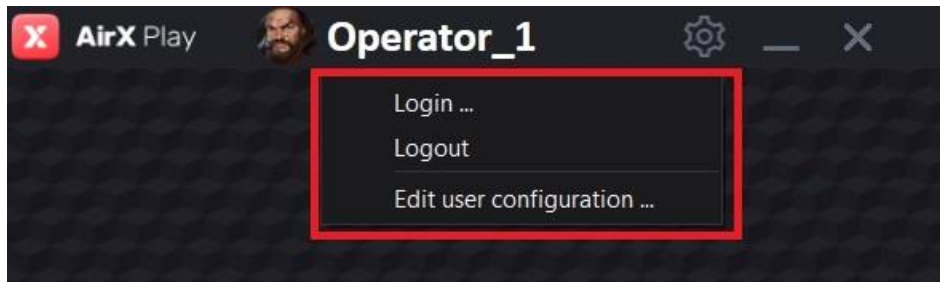 X AirX Play Operator_1
Login ...
Logout
Edit user configuration ...